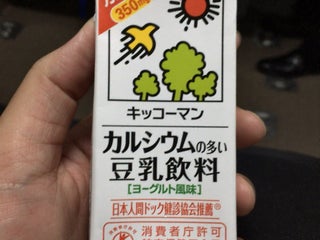 350㎎
キッコーマン
カルシウムの多い
豆乳飲料
［ヨーグルト風味］
日本人間ドック健診協会推薦®
消費者庁許可